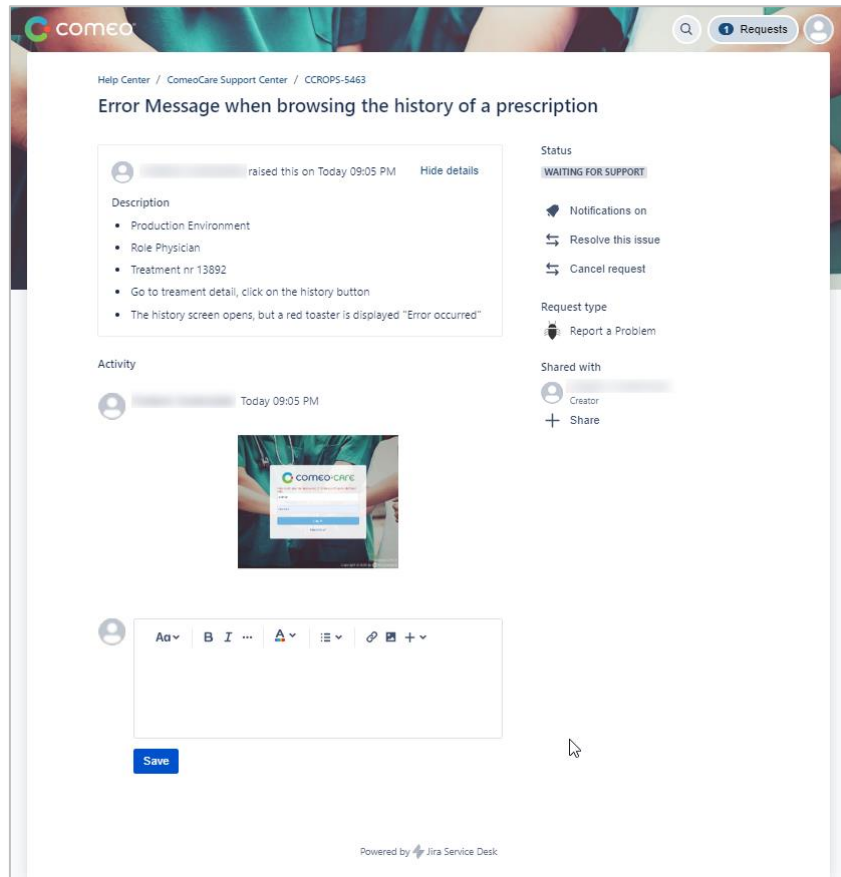 comeo
1 Requests
Help Center / ComeoCare Support Center / CCROPS-5463
Error Message when browsing the history of a prescription
raised this on Today 09:05 PM Hide details
Description
• Production Environment
• Role Physician
• Treatment nr 13892
• Go to treament detail, click on the history button
• The history screen opens, but a red toaster is displayed "Error occurred"
Status
WAITING FOR SUPPORT
Notifications on
Resolve this issue
Cancel request
Request type
Report a Problem
Shared with
Creator
Share
Activity
Today 09:05 PM
comeo-care
Aa B I ... A
Save
Powered by Jira Service Desk